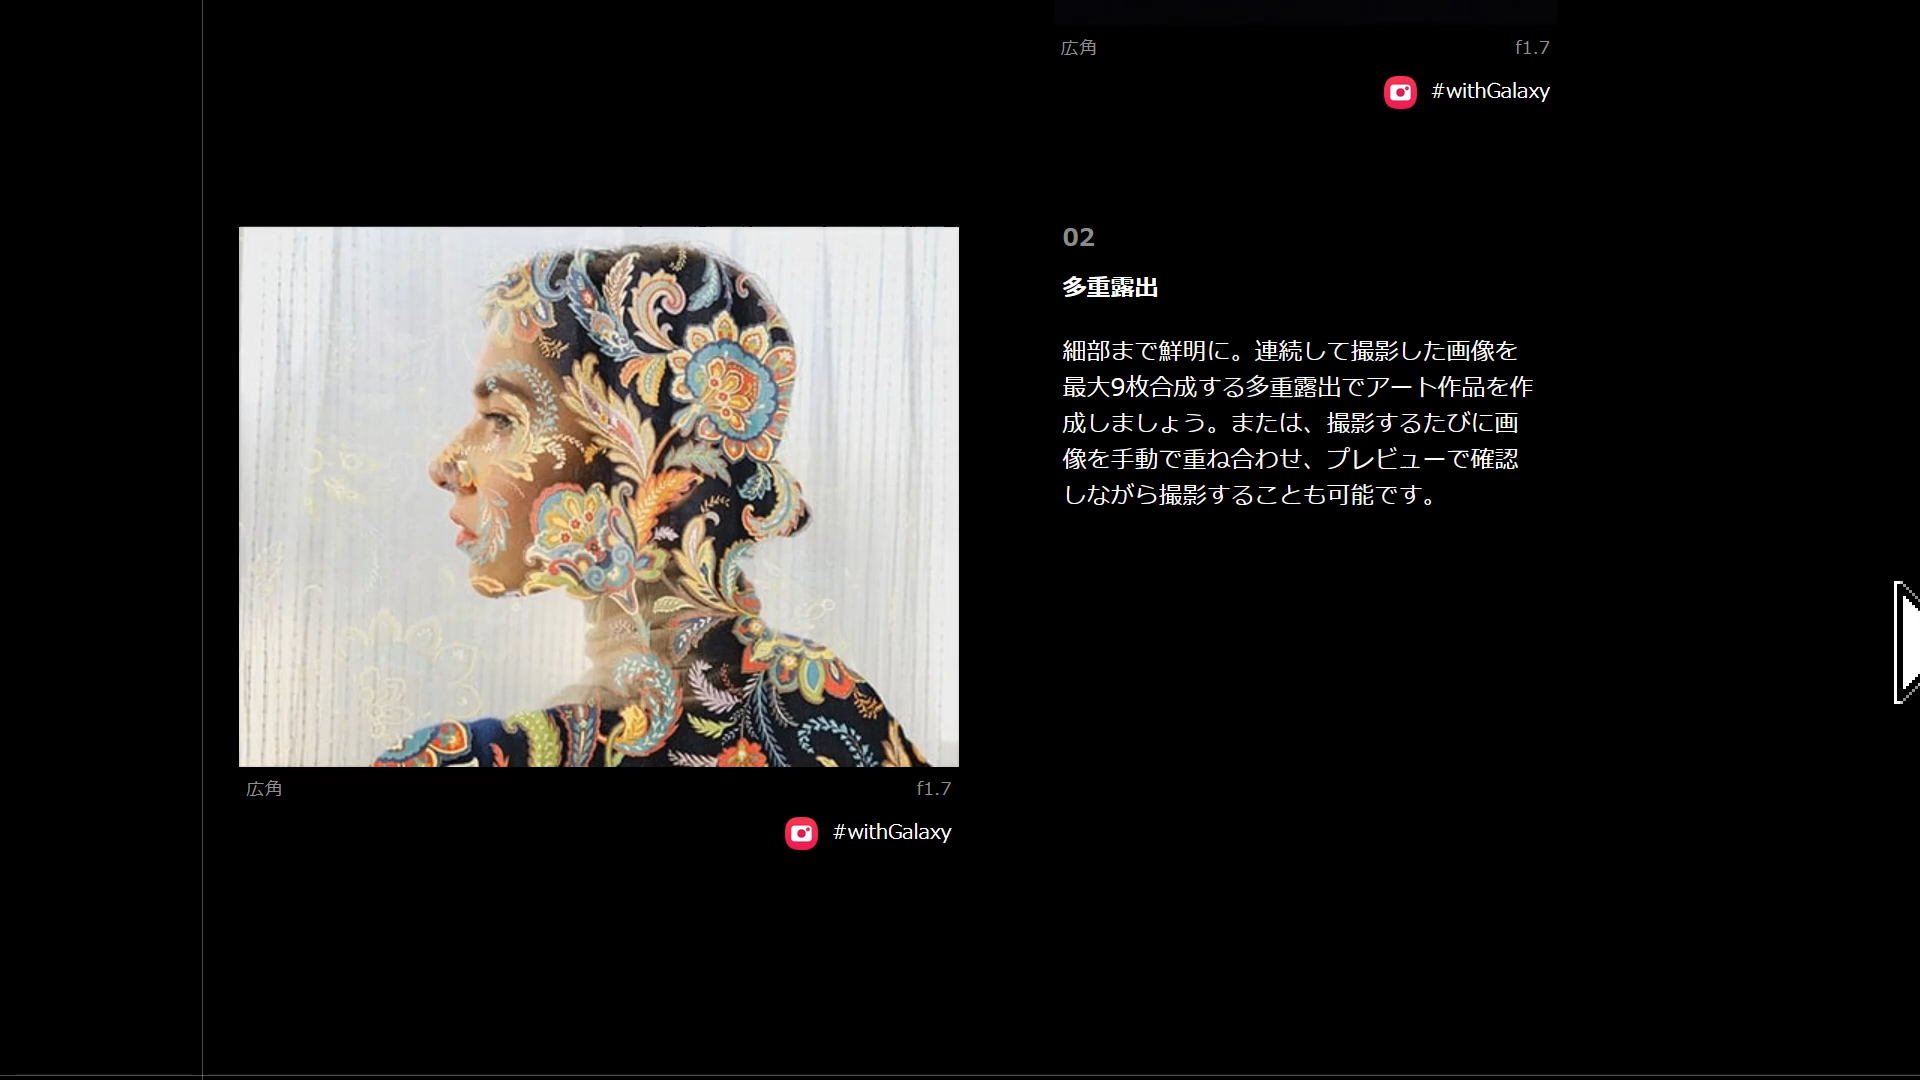 広角
f1.7
#withGalaxy
02
多重露出
細部まで鮮明に。連続して撮影した画像を
最大9枚合成する多重露出でアート作品を作
成しましょう。または、撮影するたびに画
像を手動で重ね合わせ、プレビューで確認
しながら撮影することも可能です。
広角
f1.7
#withGalaxy